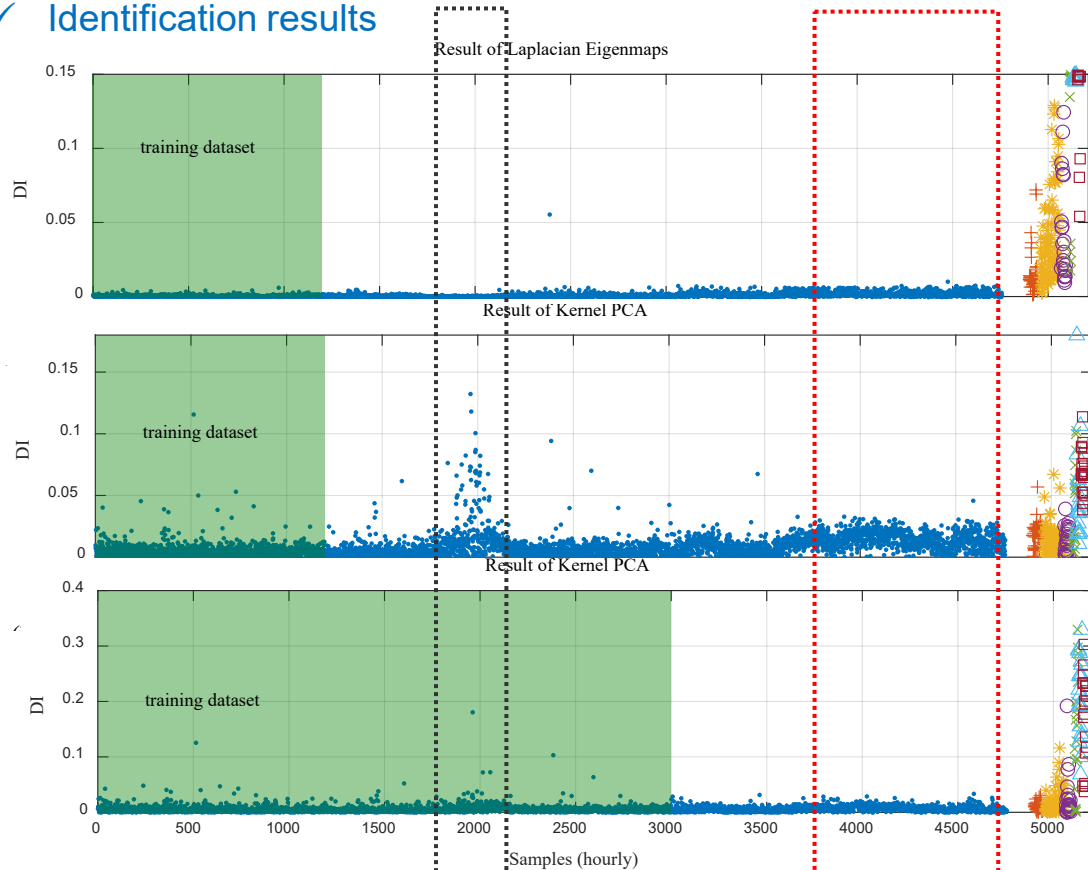 ✓ Identification results
Result of Laplacian Eigenmaps
0.15
0.1
0.05
0
DI
training dataset
Result of Kernel PCA
0.15
0.1
0.05
0
DI
training dataset
Result of Kernel PCA
0.4
0.3
0.2
0.1
0
DI
training dataset
0 500 1000 1500 2000 2500 3000 3500 4000 4500 5000
Samples (hourly)